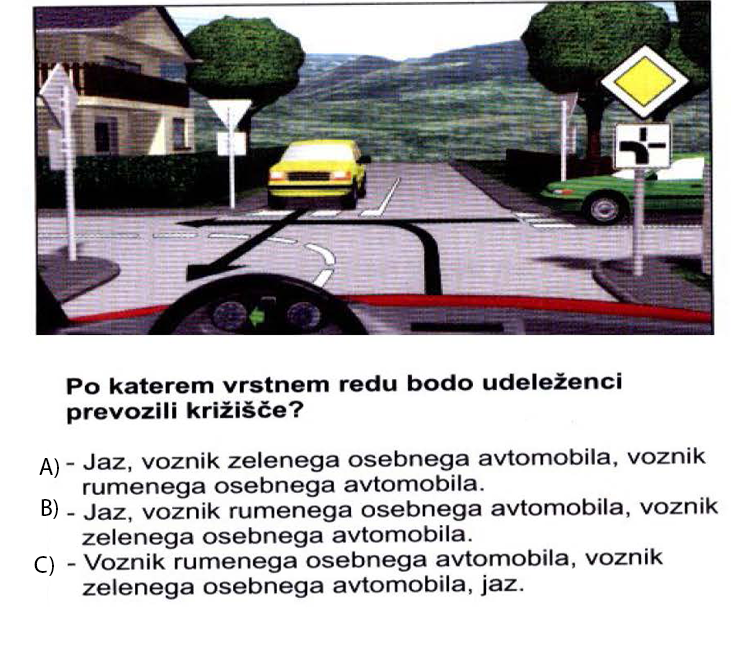 Po katerem vrstnem redu bodo udeleženci
prevozili križišče?
A) - Jaz, voznik zelenega osebnega avtomobila, voznik
rumenega osebnega avtomobila.
B) - Jaz, voznik rumenega osebnega avtomobila, voznik
zelenega osebnega avtomobila.
C) - Voznik rumenega osebnega avtomobila, voznik
zelenega osebnega avtomobila, jaz.